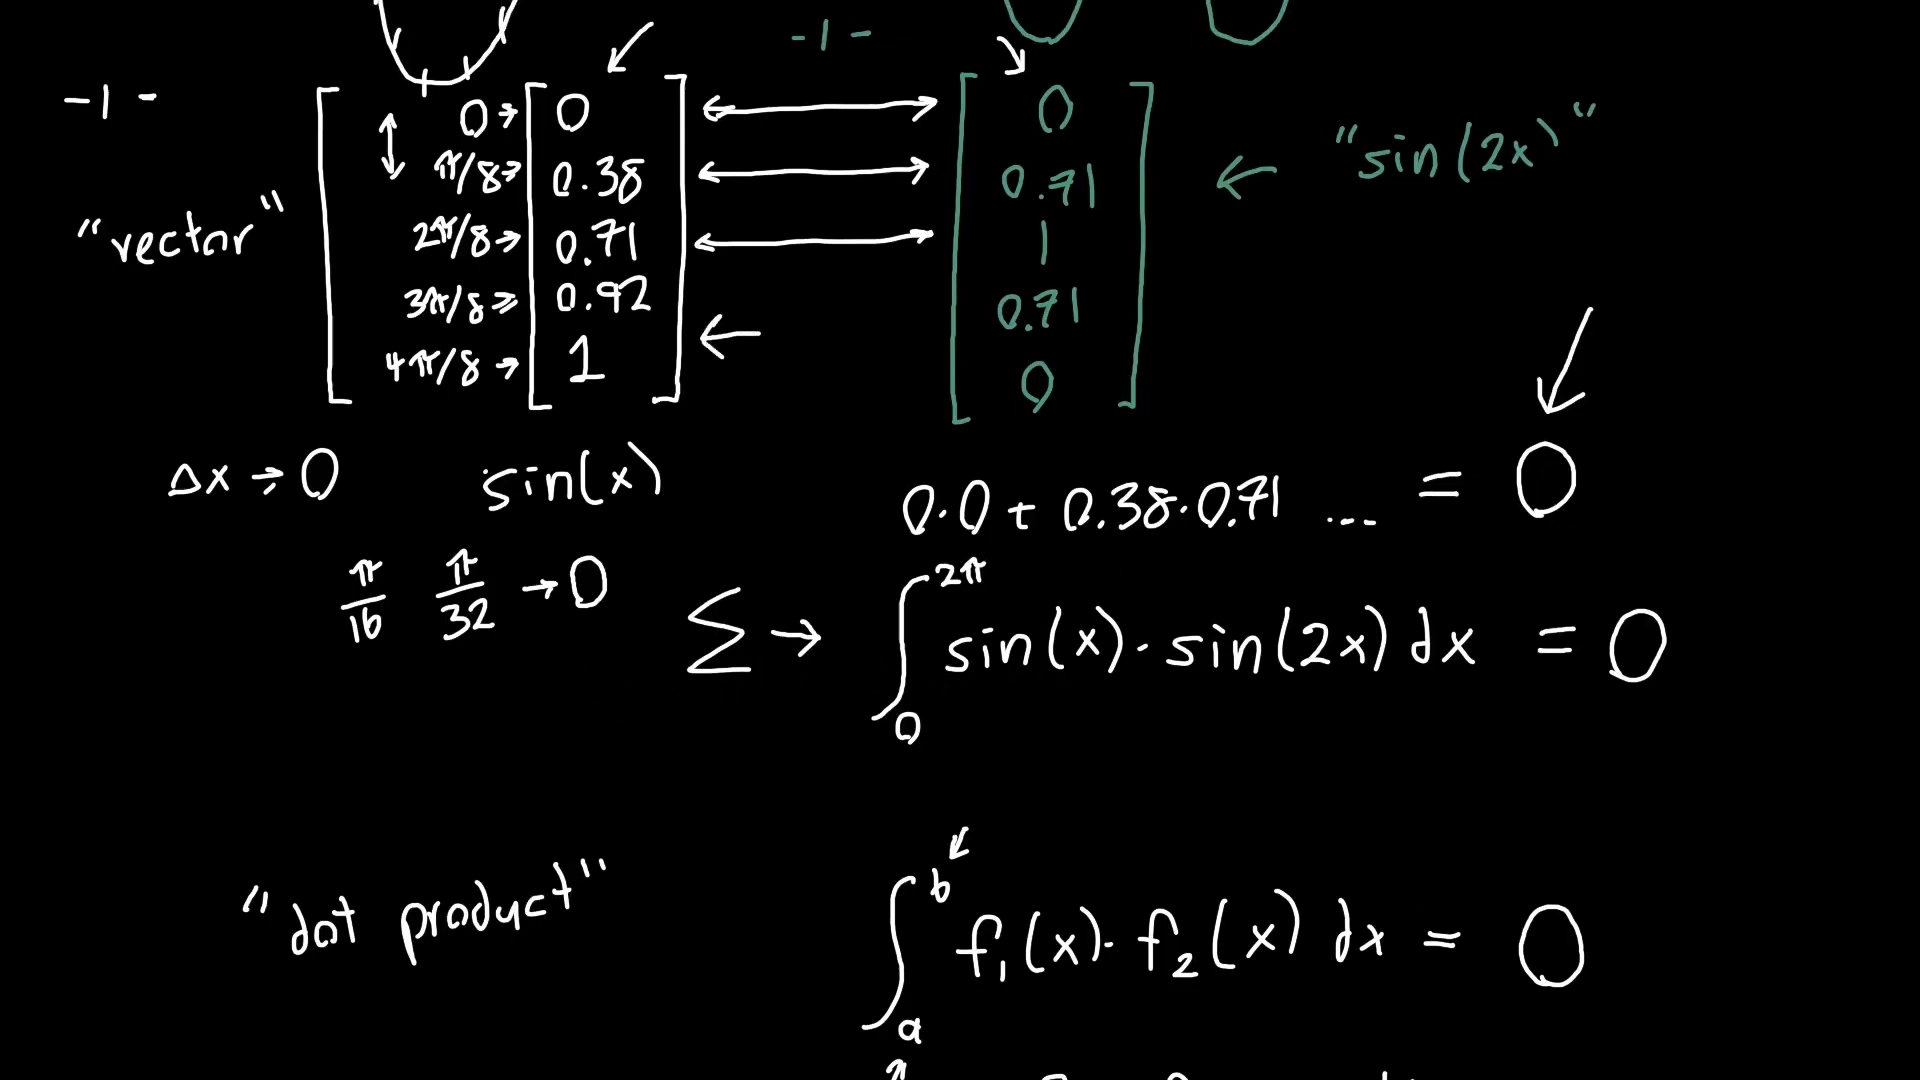 -1-
-1-
0→ 0
π/8→ 0.38
2π/8→ 0.71
3π/8→ 0.92
4π/8→ 1
"vector"
0
0.71
1
0.71
0
← "sin(2x)"
Δx → 0
sin(x)
0·0 + 0.38·0.71 ... = 0
π/16 π/32 → 0
Σ → ∫₀^2π sin(x)·sin(2x)dx = 0
"dot product"
∫ₐ^b f₁(x)·f₂(x)dx = 0